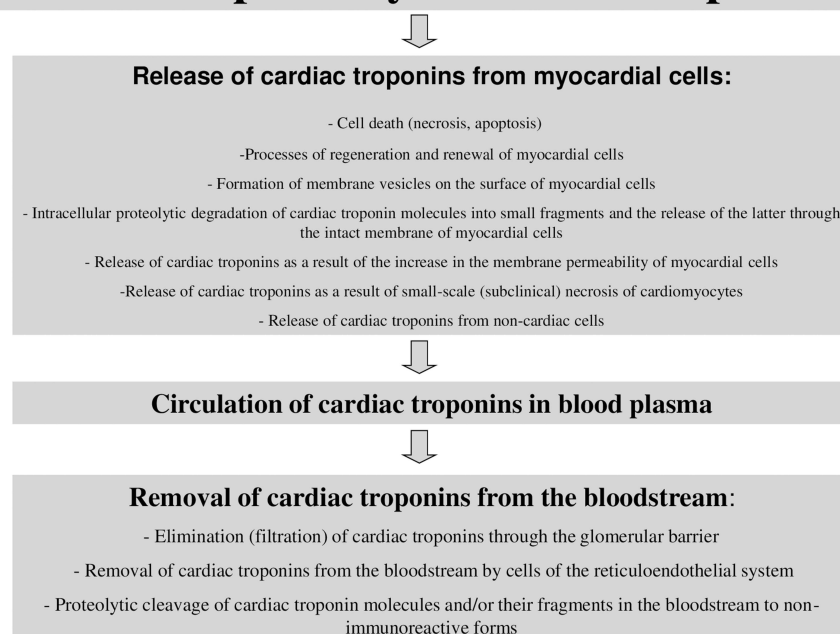 Release of cardiac troponins from myocardial cells:
- Cell death (necrosis, apoptosis)
-Processes of regeneration and renewal of myocardial cells
- Formation of membrane vesicles on the surface of myocardial cells
- Intracellular proteolytic degradation of cardiac troponin molecules into small fragments and the release of the latter through
the intact membrane of myocardial cells
- Release of cardiac troponins as a result of the increase in the membrane permeability of myocardial cells
-Release of cardiac troponins as a result of small-scale (subclinical) necrosis of cardiomyocytes
- Release of cardiac troponins from non-cardiac cells
Circulation of cardiac troponins in blood plasma
Removal of cardiac troponins from the bloodstream:
- Elimination (filtration) of cardiac troponins through the glomerular barrier
- Removal of cardiac troponins from the bloodstream by cells of the reticuloendothelial system
- Proteolytic cleavage of cardiac troponin molecules and/or their fragments in the bloodstream to non-
immunoreactive forms